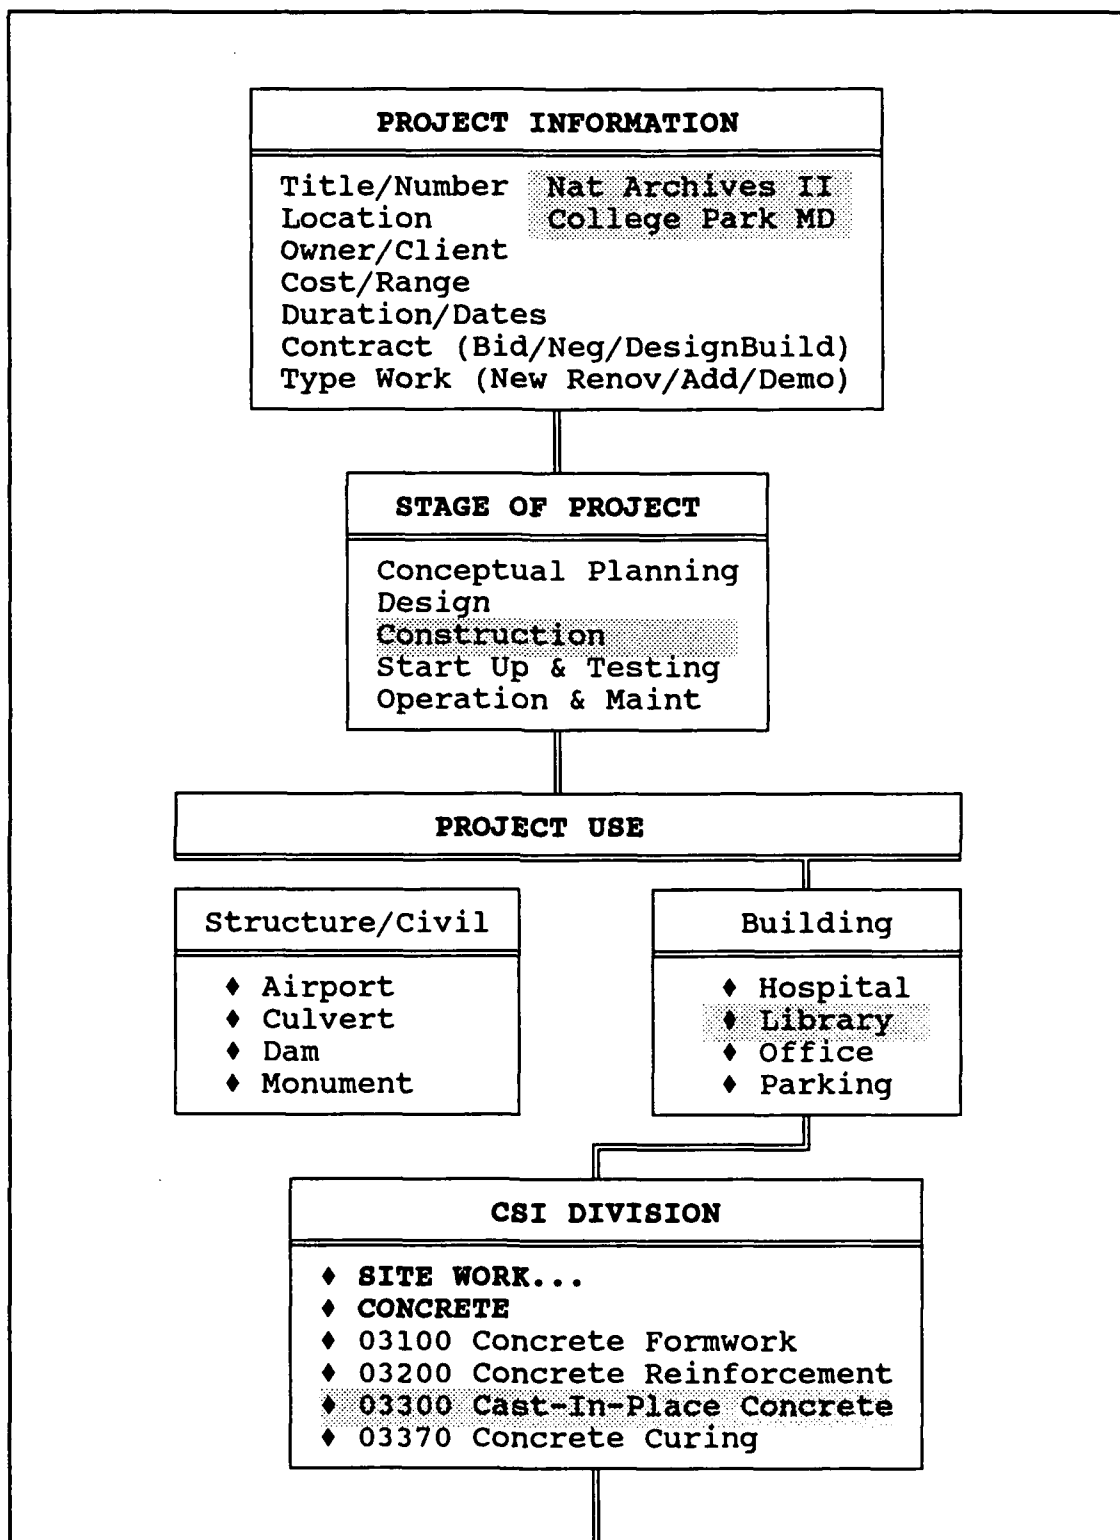 PROJECT INFORMATION
Title/Number Nat Archives II
Location College Park MD
Owner/Client
Cost/Range
Duration/Dates
Contract (Bid/Neg/DesignBuild)
Type Work (New Renov/Add/Demo)
STAGE OF PROJECT
Conceptual Planning
Design
Construction
Start Up & Testing
Operation & Maint
PROJECT USE
Structure/Civil
♦ Airport
♦ Culvert
♦ Dam
♦ Monument
Building
♦ Hospital
♦ Library
♦ Office
♦ Parking
CSI DIVISION
♦ SITE WORK...
♦ CONCRETE
♦ 03100 Concrete Formwork
♦ 03200 Concrete Reinforcement
♦ 03300 Cast-In-Place Concrete
♦ 03370 Concrete Curing